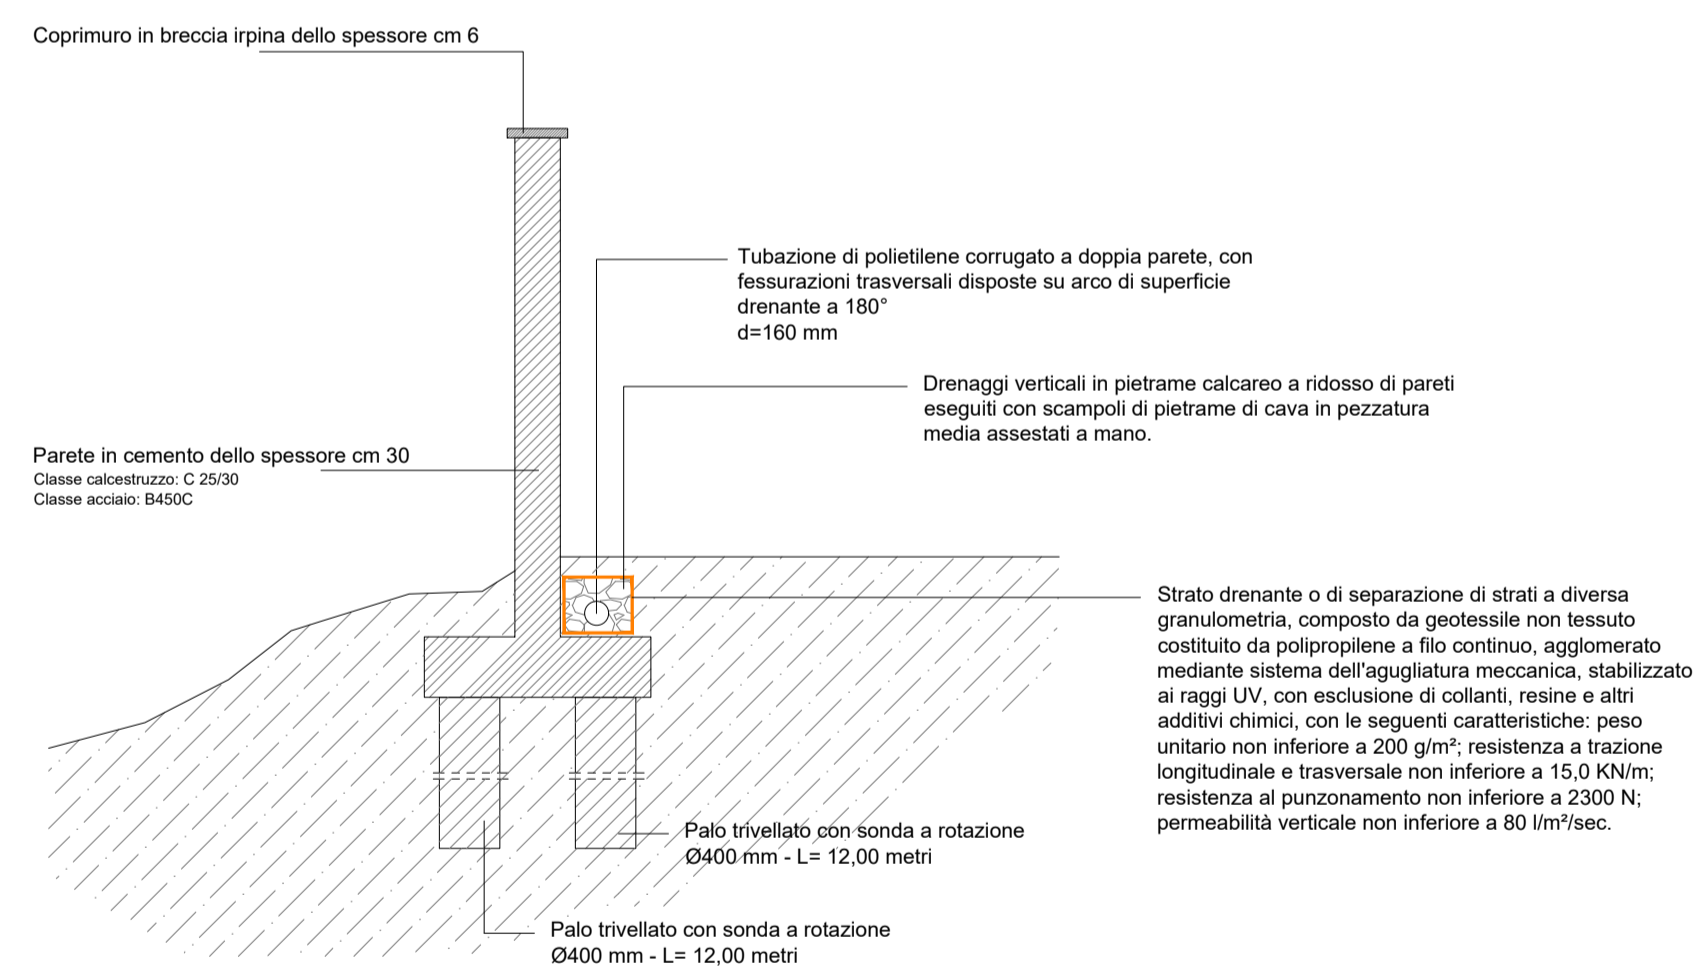 Coprimuro in breccia irpina dello spessore cm 6
Tubazione di polietilene corrugato a doppia parete, con
fessurazioni trasversali disposte su arco di superficie
drenante a 180°
d=160 mm
Drenaggi verticali in pietrame calcareo a ridosso di pareti
eseguiti con scampoli di pietrame di cava in pezzatura
media assestati a mano.
Parete in cemento dello spessore cm 30
Classe calcestruzzo: C 25/30
Classe acciaio: B450C
Strato drenante o di separazione di strati a diversa
granulometria, composto da geotessile non tessuto
costituito da polipropilene a filo continuo, agglomerato
mediante sistema dell'agugliatura meccanica, stabilizzato
ai raggi UV, con esclusione di collanti, resine e altri
additivi chimici, con le seguenti caratteristiche: peso
unitario non inferiore a 200 g/m²; resistenza a trazione
longitudinale e trasversale non inferiore a 15,0 KN/m;
resistenza al punzonamento non inferiore a 2300 N;
permeabilità verticale non inferiore a 80 l/m²/sec.
Palo trivellato con sonda a rotazione
Ø400 mm - L= 12,00 metri
Palo trivellato con sonda a rotazione
Ø400 mm - L= 12,00 metri